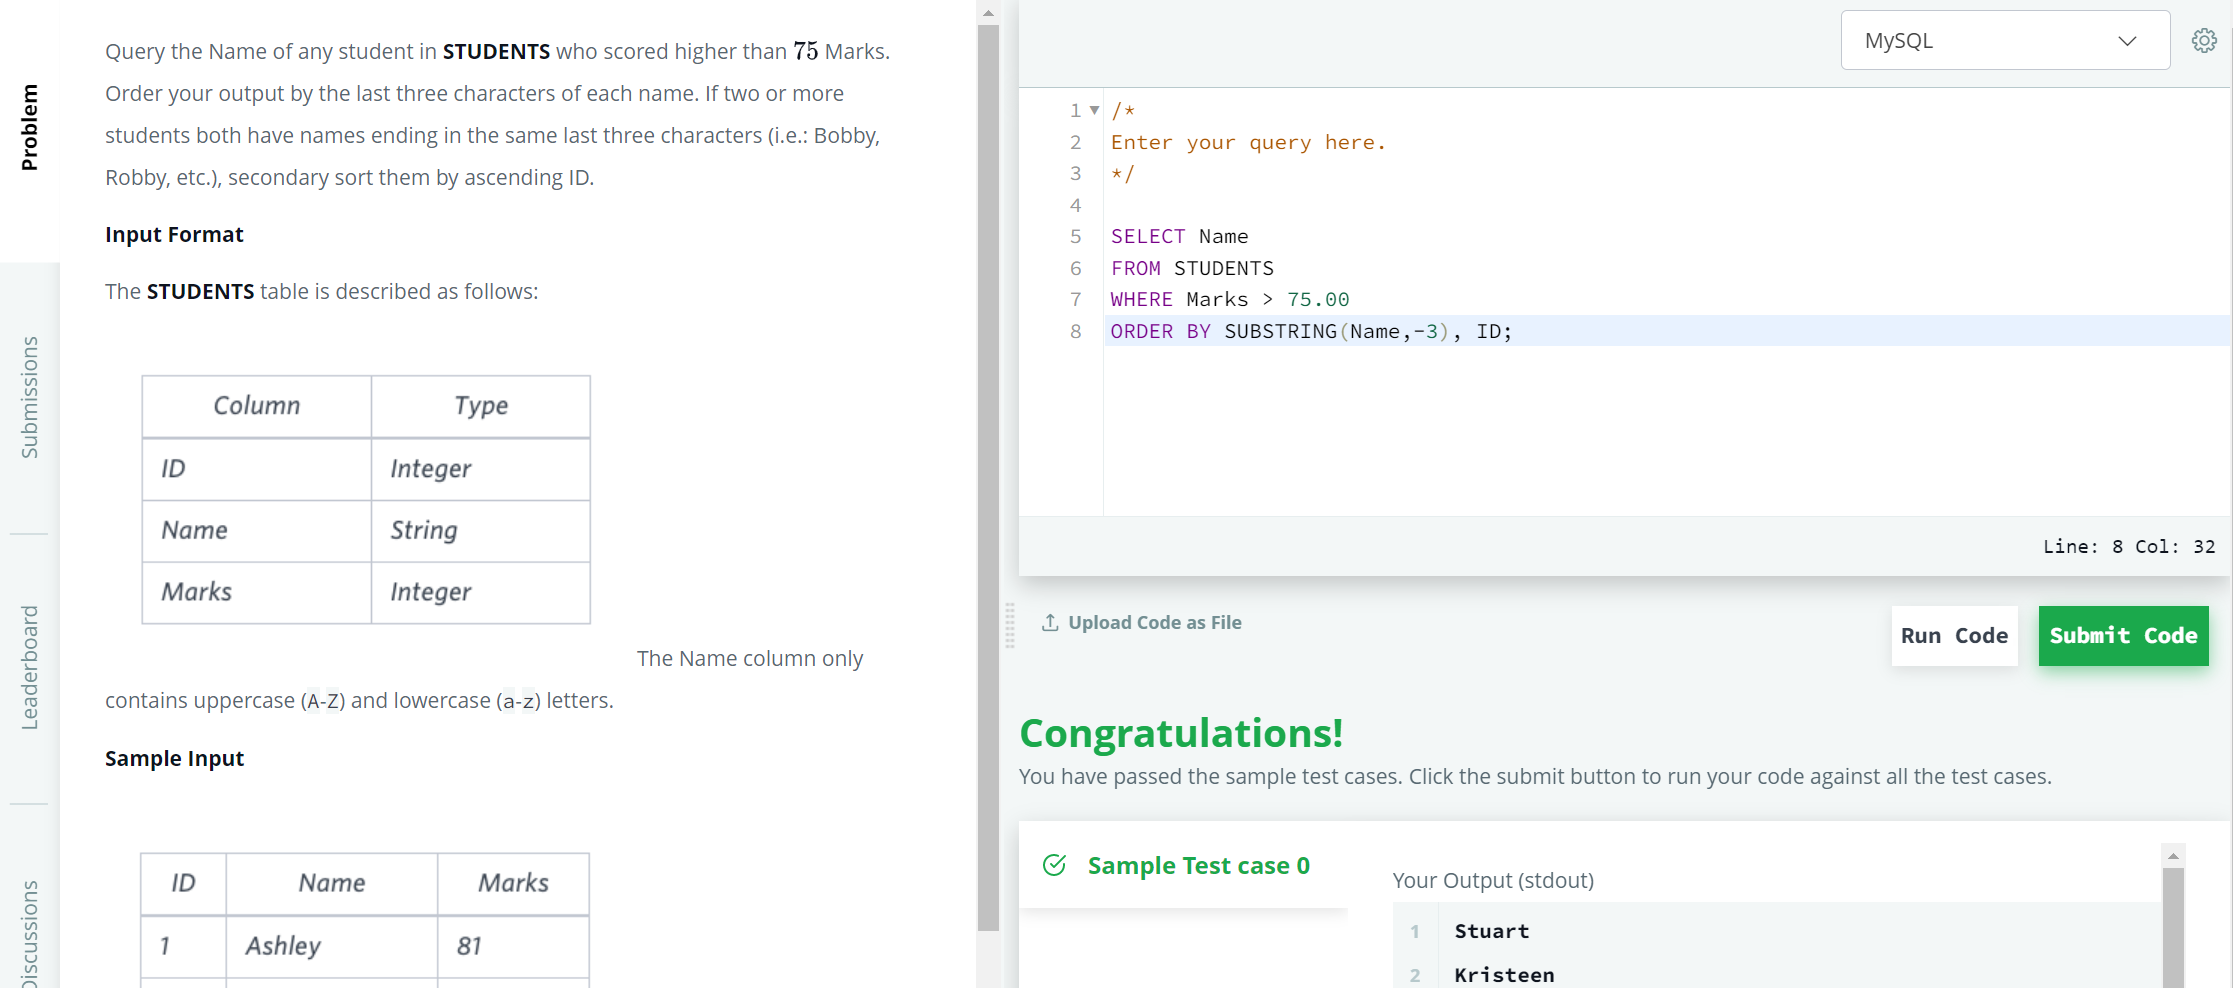 Problem
Submissions
Leaderboard
Discussions
Query the Name of any student in STUDENTS who scored higher than 75 Marks.
Order your output by the last three characters of each name. If two or more
students both have names ending in the same last three characters (i.e.: Bobby,
Robby, etc.), secondary sort them by ascending ID.
Input Format
The STUDENTS table is described as follows:
Column Type
ID Integer
Name String
Marks Integer
The Name column only
contains uppercase (A-Z) and lowercase (a-z) letters.
Sample Input
ID Name Marks
1 Ashley 81
MySQL
1 /*
2 Enter your query here.
3 */
4
5 SELECT Name
6 FROM STUDENTS
7 WHERE Marks > 75.00
8 ORDER BY SUBSTRING(Name,-3), ID;
Line: 8 Col: 32
Upload Code as File
Run Code
Submit Code
Congratulations!
You have passed the sample test cases. Click the submit button to run your code against all the test cases.
Sample Test case 0
Your Output (stdout)
1 Stuart
2 Kristeen